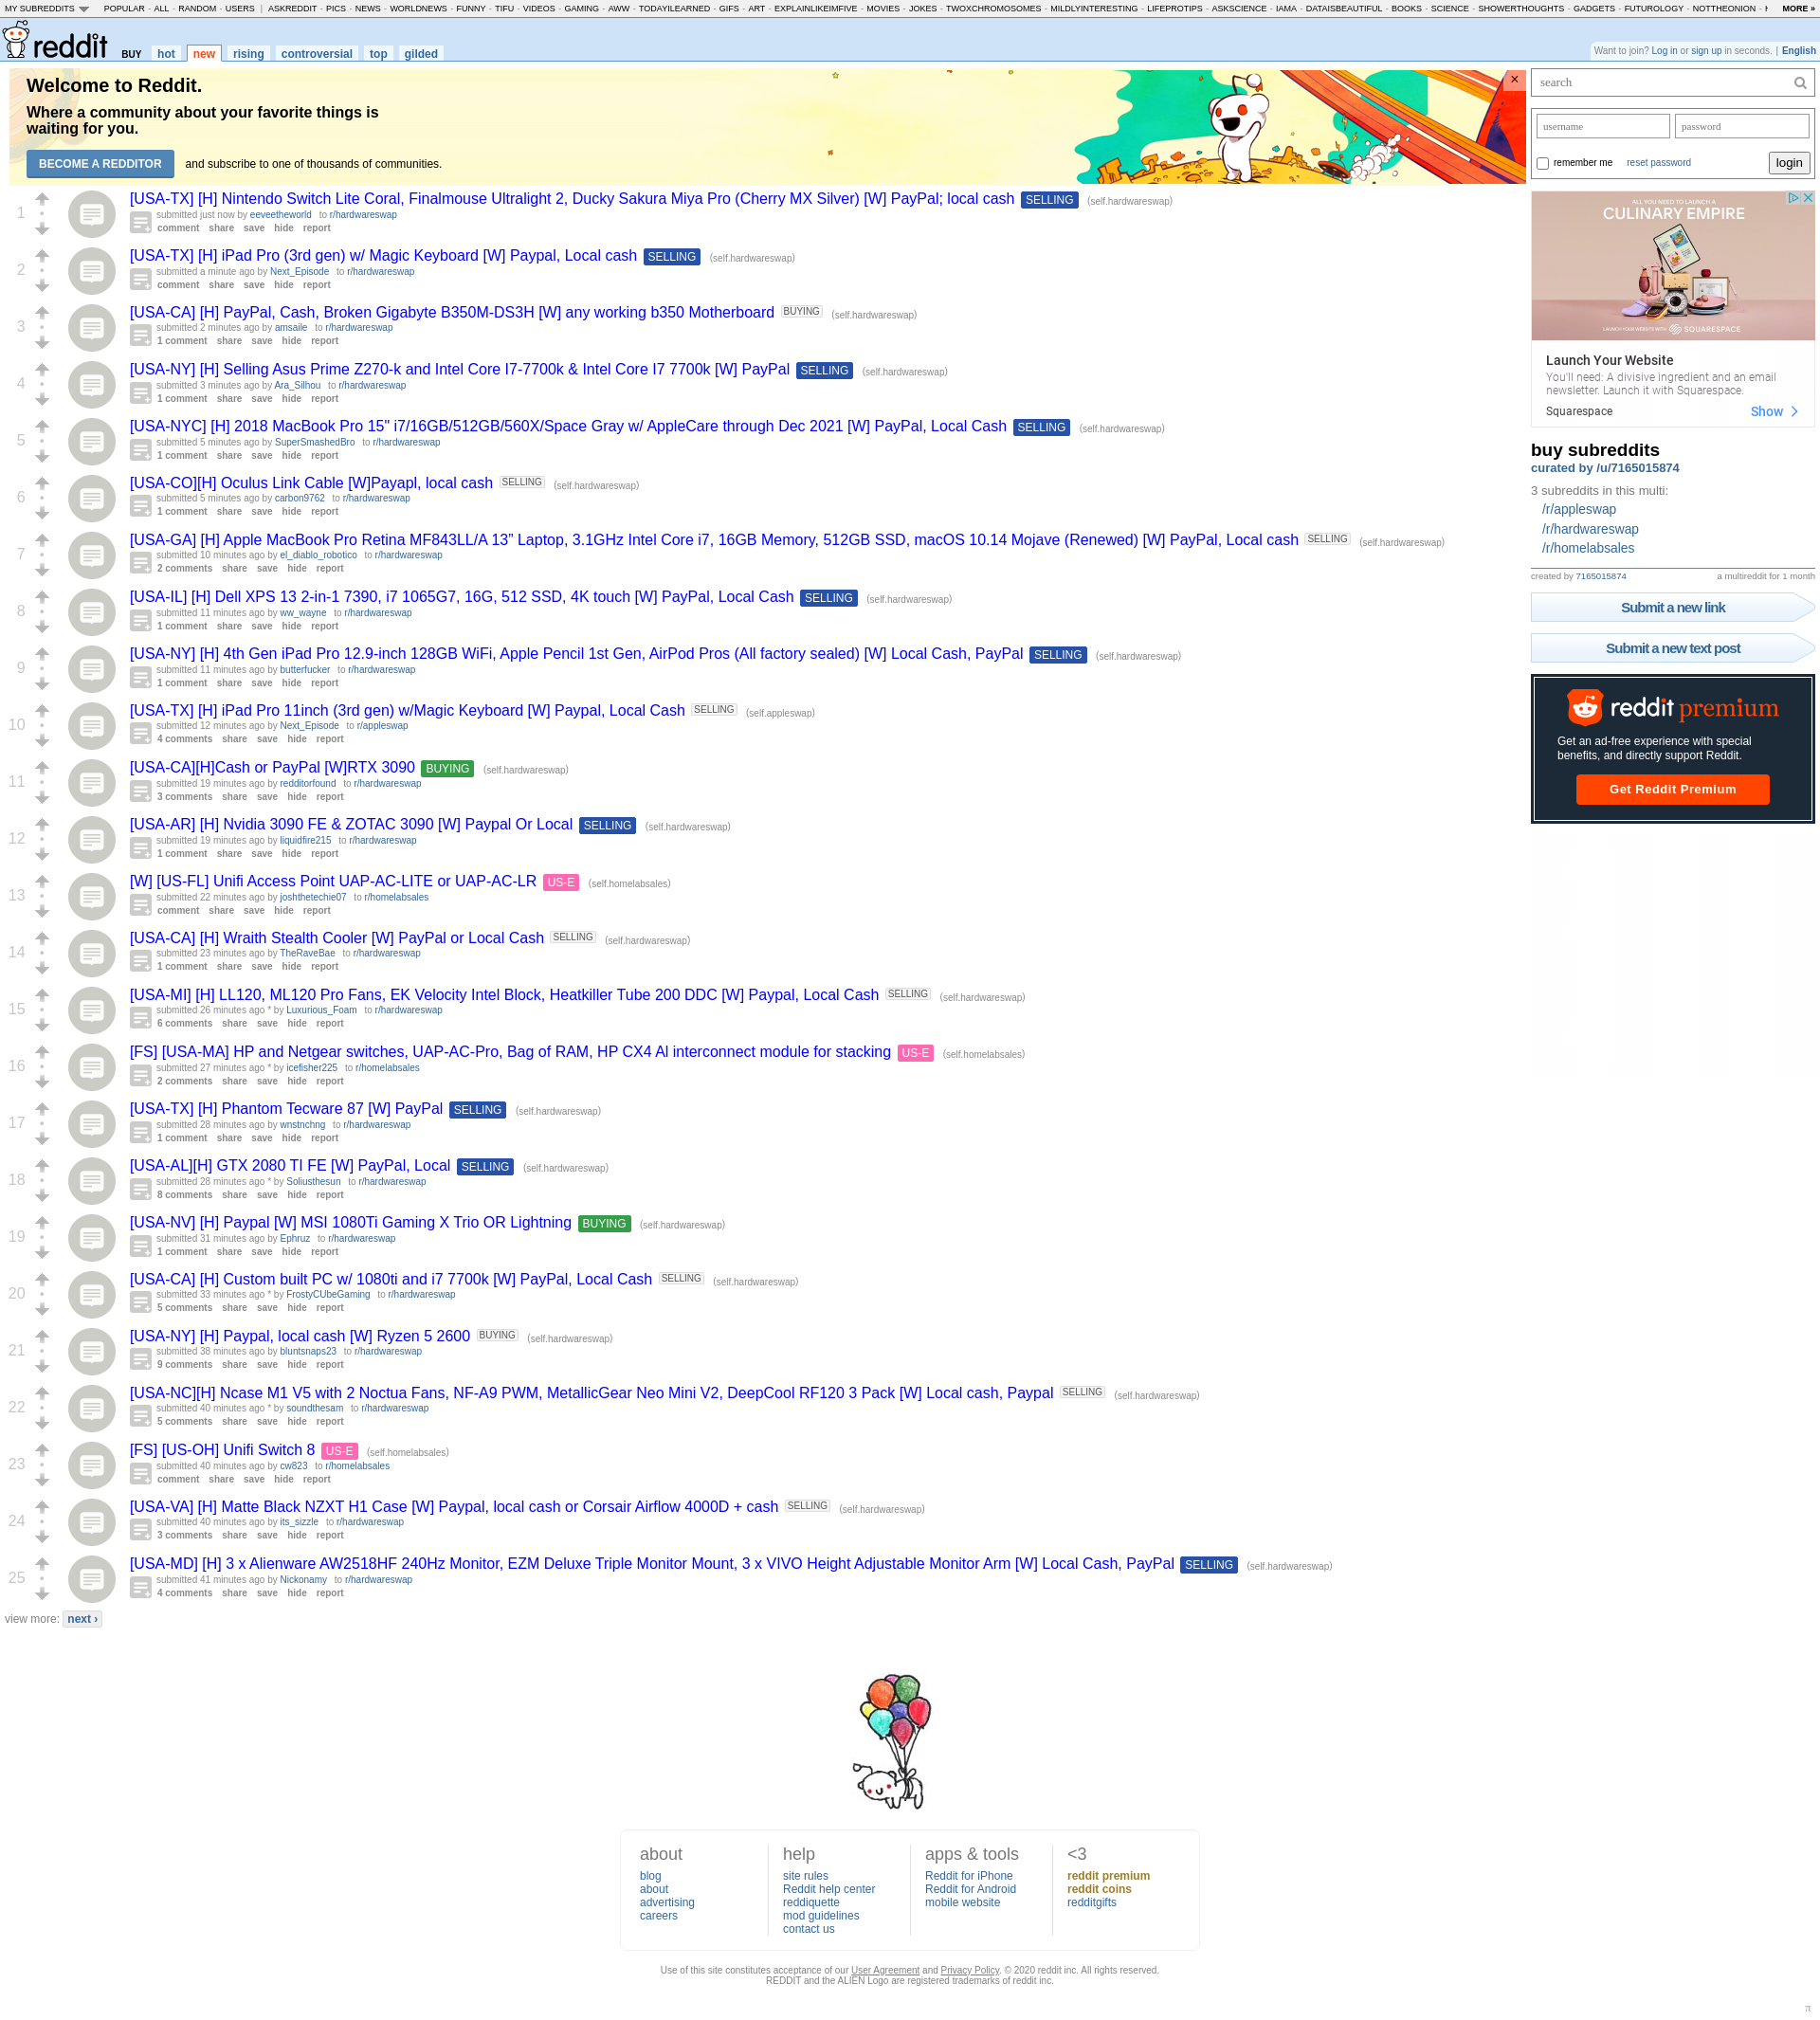 MY SUBREDDITS POPULAR - ALL - RANDOM - USERS | ASKREDDIT - PICS - NEWS - WORLDNEWS - FUNNY - TIFU - VIDEOS - GAMING - AWW - TODAYILEARNED - GIFS - ART - EXPLAINLIKEIMFIVE - MOVIES - JOKES - TWOXCHROMOSOMES - MILDLYINTERESTING - LIFEPROTIPS - ASKSCIENCE - IAMA - DATAISBEAUTIFUL - BOOKS - SCIENCE - SHOWERTHOUGHTS - GADGETS - FUTUROLOGY - NOTTHEONION - MORE »
reddit BUY hot new rising controversial top gilded
Want to join? Log in or sign up in seconds. | English
Welcome to Reddit.
Where a community about your favorite things is
waiting for you.
BECOME A REDDITOR and subscribe to one of thousands of communities.
1
[USA-TX] [H] Nintendo Switch Lite Coral, Finalmouse Ultralight 2, Ducky Sakura Miya Pro (Cherry MX Silver) [W] PayPal; local cash SELLING (self.hardwareswap)
submitted just now by eeveetheworld to r/hardwareswap
comment share save hide report
2
[USA-TX] [H] iPad Pro (3rd gen) w/ Magic Keyboard [W] Paypal, Local cash SELLING (self.hardwareswap)
submitted a minute ago by Next_Episode to r/hardwareswap
comment share save hide report
3
[USA-CA] [H] PayPal, Cash, Broken Gigabyte B350M-DS3H [W] any working b350 Motherboard BUYING (self.hardwareswap)
submitted 2 minutes ago by amsaile to r/hardwareswap
1 comment share save hide report
4
[USA-NY] [H] Selling Asus Prime Z270-k and Intel Core I7-7700k & Intel Core I7 7700k [W] PayPal SELLING (self.hardwareswap)
submitted 3 minutes ago by Ara_Silhou to r/hardwareswap
1 comment share save hide report
5
[USA-NYC] [H] 2018 MacBook Pro 15" i7/16GB/512GB/560X/Space Gray w/ AppleCare through Dec 2021 [W] PayPal, Local Cash SELLING (self.hardwareswap)
submitted 5 minutes ago by SuperSmashedBro to r/hardwareswap
1 comment share save hide report
6
[USA-CO][H] Oculus Link Cable [W]Payapl, local cash SELLING (self.hardwareswap)
submitted 5 minutes ago by carbon9762 to r/hardwareswap
1 comment share save hide report
7
[USA-GA] [H] Apple MacBook Pro Retina MF843LL/A 13” Laptop, 3.1GHz Intel Core i7, 16GB Memory, 512GB SSD, macOS 10.14 Mojave (Renewed) [W] PayPal, Local cash SELLING (self.hardwareswap)
submitted 10 minutes ago by el_diablo_robotico to r/hardwareswap
2 comments share save hide report
8
[USA-IL] [H] Dell XPS 13 2-in-1 7390, i7 1065G7, 16G, 512 SSD, 4K touch [W] PayPal, Local Cash SELLING (self.hardwareswap)
submitted 11 minutes ago by ww_wayne to r/hardwareswap
1 comment share save hide report
9
[USA-NY] [H] 4th Gen iPad Pro 12.9-inch 128GB WiFi, Apple Pencil 1st Gen, AirPod Pros (All factory sealed) [W] Local Cash, PayPal SELLING (self.hardwareswap)
submitted 11 minutes ago by butterfucker to r/hardwareswap
1 comment share save hide report
10
[USA-TX] [H] iPad Pro 11inch (3rd gen) w/Magic Keyboard [W] Paypal, Local Cash SELLING (self.appleswap)
submitted 12 minutes ago by Next_Episode to r/appleswap
4 comments share save hide report
11
[USA-CA][H]Cash or PayPal [W]RTX 3090 BUYING (self.hardwareswap)
submitted 19 minutes ago by redditorfound to r/hardwareswap
3 comments share save hide report
12
[USA-AR] [H] Nvidia 3090 FE & ZOTAC 3090 [W] Paypal Or Local SELLING (self.hardwareswap)
submitted 19 minutes ago by liquidfire215 to r/hardwareswap
1 comment share save hide report
13
[W] [US-FL] Unifi Access Point UAP-AC-LITE or UAP-AC-LR US-E (self.homelabsales)
submitted 22 minutes ago by joshthetechie07 to r/homelabsales
comment share save hide report
14
[USA-CA] [H] Wraith Stealth Cooler [W] PayPal or Local Cash SELLING (self.hardwareswap)
submitted 23 minutes ago by TheRaveBae to r/hardwareswap
1 comment share save hide report
15
[USA-MI] [H] LL120, ML120 Pro Fans, EK Velocity Intel Block, Heatkiller Tube 200 DDC [W] Paypal, Local Cash SELLING (self.hardwareswap)
submitted 26 minutes ago * by Luxurious_Foam to r/hardwareswap
6 comments share save hide report
16
[FS] [USA-MA] HP and Netgear switches, UAP-AC-Pro, Bag of RAM, HP CX4 Al interconnect module for stacking US-E (self.homelabsales)
submitted 27 minutes ago * by icefisher225 to r/homelabsales
2 comments share save hide report
17
[USA-TX] [H] Phantom Tecware 87 [W] PayPal SELLING (self.hardwareswap)
submitted 28 minutes ago by wnstnchng to r/hardwareswap
1 comment share save hide report
18
[USA-AL][H] GTX 2080 TI FE [W] PayPal, Local SELLING (self.hardwareswap)
submitted 28 minutes ago * by Soliusthesun to r/hardwareswap
8 comments share save hide report
19
[USA-NV] [H] Paypal [W] MSI 1080Ti Gaming X Trio OR Lightning BUYING (self.hardwareswap)
submitted 31 minutes ago by Ephruz to r/hardwareswap
1 comment share save hide report
20
[USA-CA] [H] Custom built PC w/ 1080ti and i7 7700k [W] PayPal, Local Cash SELLING (self.hardwareswap)
submitted 33 minutes ago * by FrostyCUbeGaming to r/hardwareswap
5 comments share save hide report
21
[USA-NY] [H] Paypal, local cash [W] Ryzen 5 2600 BUYING (self.hardwareswap)
submitted 38 minutes ago by bluntsnaps23 to r/hardwareswap
9 comments share save hide report
22
[USA-NC][H] Ncase M1 V5 with 2 Noctua Fans, NF-A9 PWM, MetallicGear Neo Mini V2, DeepCool RF120 3 Pack [W] Local cash, Paypal SELLING (self.hardwareswap)
submitted 40 minutes ago * by soundthesam to r/hardwareswap
5 comments share save hide report
23
[FS] [US-OH] Unifi Switch 8 US-E (self.homelabsales)
submitted 40 minutes ago by cw823 to r/homelabsales
comment share save hide report
24
[USA-VA] [H] Matte Black NZXT H1 Case [W] Paypal, local cash or Corsair Airflow 4000D + cash SELLING (self.hardwareswap)
submitted 40 minutes ago by its_sizzle to r/hardwareswap
3 comments share save hide report
25
[USA-MD] [H] 3 x Alienware AW2518HF 240Hz Monitor, EZM Deluxe Triple Monitor Mount, 3 x VIVO Height Adjustable Monitor Arm [W] Local Cash, PayPal SELLING (self.hardwareswap)
submitted 41 minutes ago by Nickonamy to r/hardwareswap
4 comments share save hide report
view more: next ›
search
username password
remember me reset password login
ALL YOU NEED TO LAUNCH A
CULINARY EMPIRE
LAUNCH YOUR WEBSITE WITH SQUARESPACE
Launch Your Website
You'll need: A divisive ingredient and an email
newsletter. Launch it with Squarespace.
Squarespace Show
buy subreddits
curated by /u/7165015874
3 subreddits in this multi:
/r/appleswap
/r/hardwareswap
/r/homelabsales
created by 7165015874 a multireddit for 1 month
Submit a new link
Submit a new text post
reddit premium
Get an ad-free experience with special
benefits, and directly support Reddit.
Get Reddit Premium
about
blog
about
advertising
careers
help
site rules
Reddit help center
reddiquette
mod guidelines
contact us
apps & tools
Reddit for iPhone
Reddit for Android
mobile website
<3
reddit premium
reddit coins
redditgifts
Use of this site constitutes acceptance of our User Agreement and Privacy Policy. © 2020 reddit inc. All rights reserved.
REDDIT and the ALIEN Logo are registered trademarks of reddit inc.
π